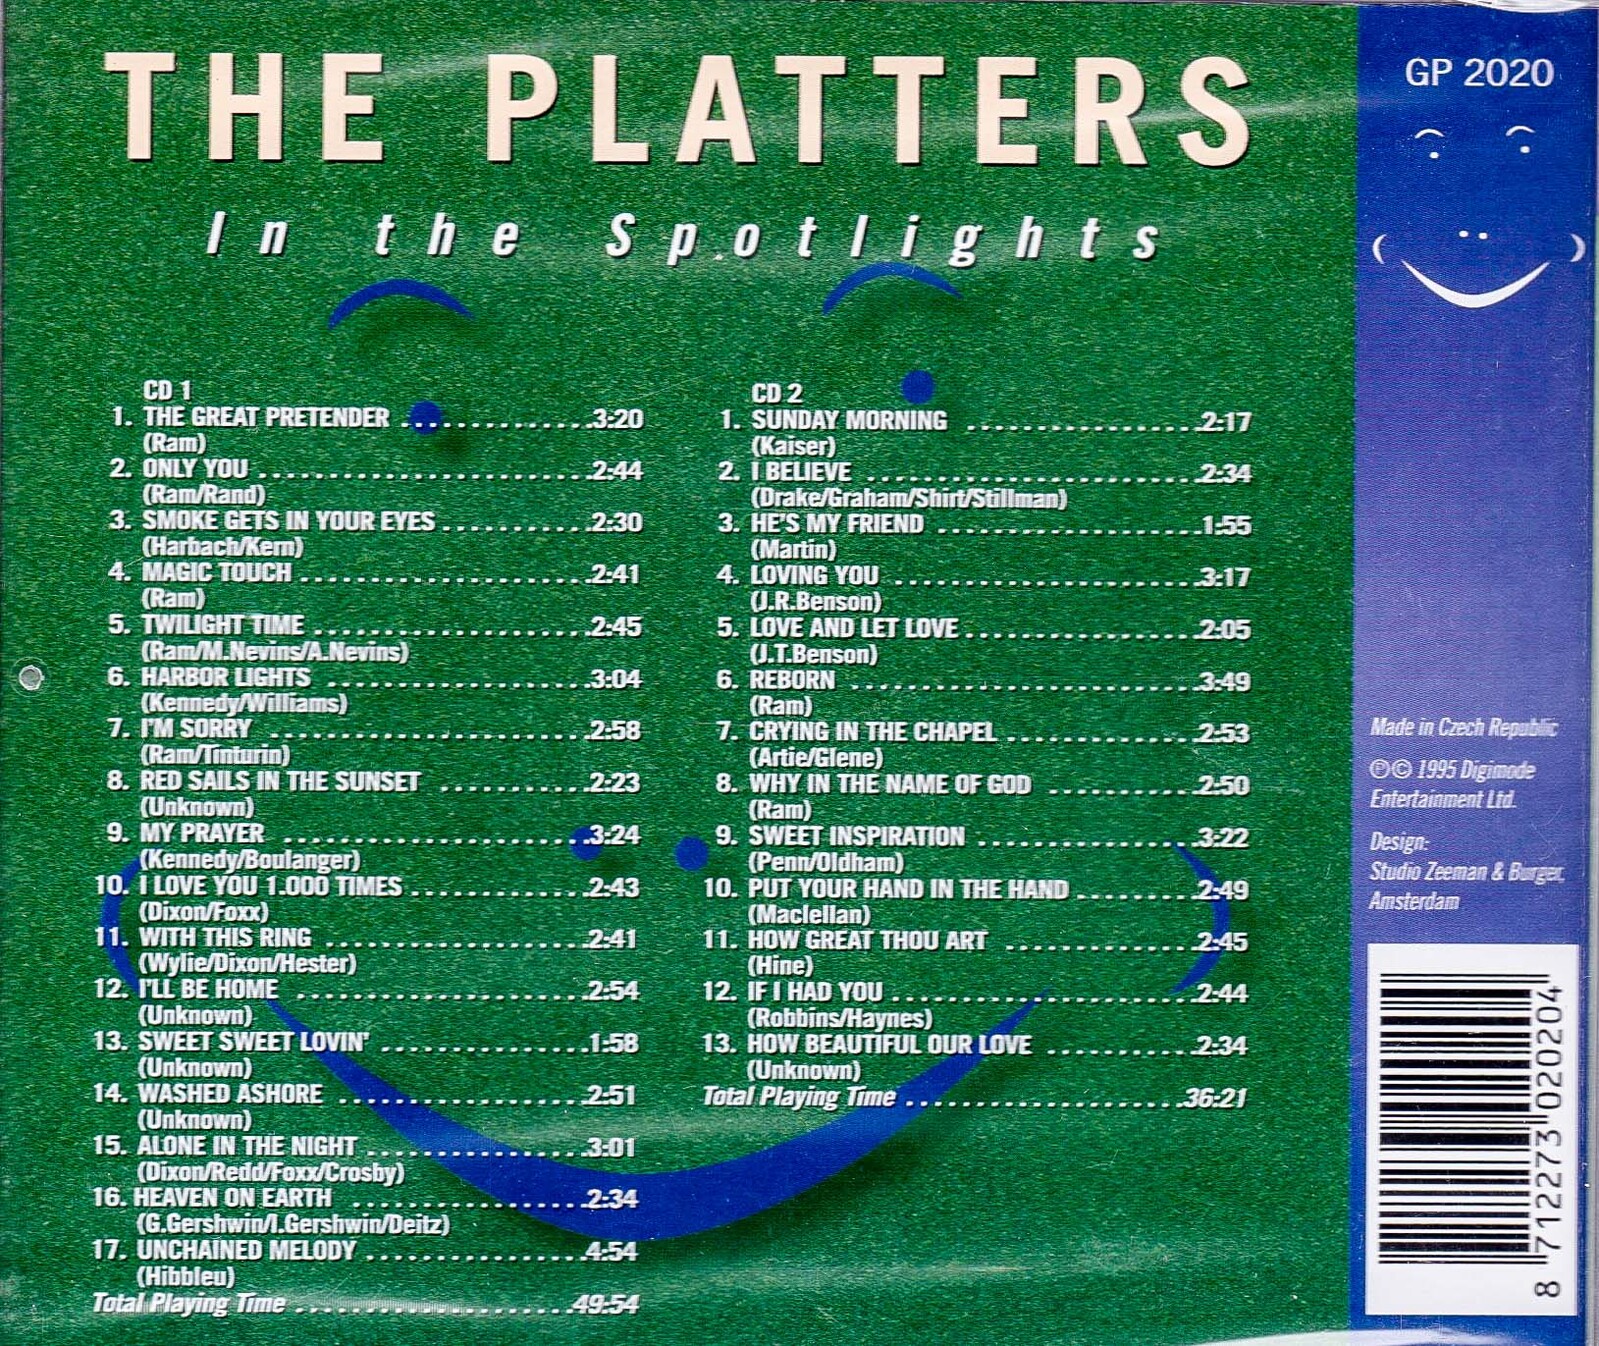 THE PLATTERS
In the Spotlights
CD 1
1. THE GREAT PRETENDER ..............3:20
(Ram)
2. ONLY YOU ........................2:44
(Ram/Rand)
3. SMOKE GETS IN YOUR EYES ...........2:30
(Harbach/Kern)
4. MAGIC TOUCH .....................2:41
(Ram)
5. TWILIGHT TIME ....................2:45
(Ram/M.Nevins/A.Nevins)
6. HARBOR LIGHTS ...................3:04
(Kennedy/Williams)
7. I'M SORRY .......................2:58
(Ram/Tinturin)
8. RED SAILS IN THE SUNSET ...........2:23
(Unknown)
9. MY PRAYER ......................3:24
(Kennedy/Boulanger)
10. I LOVE YOU 1.000 TIMES .............2:43
(Dixon/Foxx)
11. WITH THIS RING ...................2:41
(Wylie/Dixon/Hester)
12. I'LL BE HOME .....................2:54
(Unknown)
13. SWEET SWEET LOVIN' ...............1:58
(Unknown)
14. WASHED ASHORE ..................2:51
(Unknown)
15. ALONE IN THE NIGHT ................3:01
(Dixon/Redd/Foxx/Crosby)
16. HEAVEN ON EARTH .................2:34
(G.Gershwin/I.Gershwin/Deitz)
17. UNCHAINED MELODY ................4:54
(Hibbleu)
Total Playing Time ....................49:54
CD 2
1. SUNDAY MORNING .................2:17
(Kaiser)
2. I BELIEVE ........................2:34
(Drake/Graham/Shirt/Stillman)
3. HE'S MY FRIEND ...................1:55
(Martin)
4. LOVING YOU ......................3:17
(J.R.Benson)
5. LOVE AND LET LOVE .................2:05
(J.T.Benson)
6. REBORN .........................3:49
(Ram)
7. CRYING IN THE CHAPEL ..............2:53
(Artie/Glene)
8. WHY IN THE NAME OF GOD ...........2:50
(Ram)
9. SWEET INSPIRATION ................3:22
(Penn/Oldham)
10. PUT YOUR HAND IN THE HAND .........2:49
(Maclellan)
11. HOW GREAT THOU ART ..............2:45
(Hine)
12. IF I HAD YOU ......................2:44
(Robbins/Haynes)
13. HOW BEAUTIFUL OUR LOVE ...........2:34
(Unknown)
Total Playing Time ....................36:21
GP 2020
Made in Czech Republic
℗© 1995 Digimode
Entertainment Ltd.
Design:
Studio Zeeman & Burger,
Amsterdam
8 712273 020204